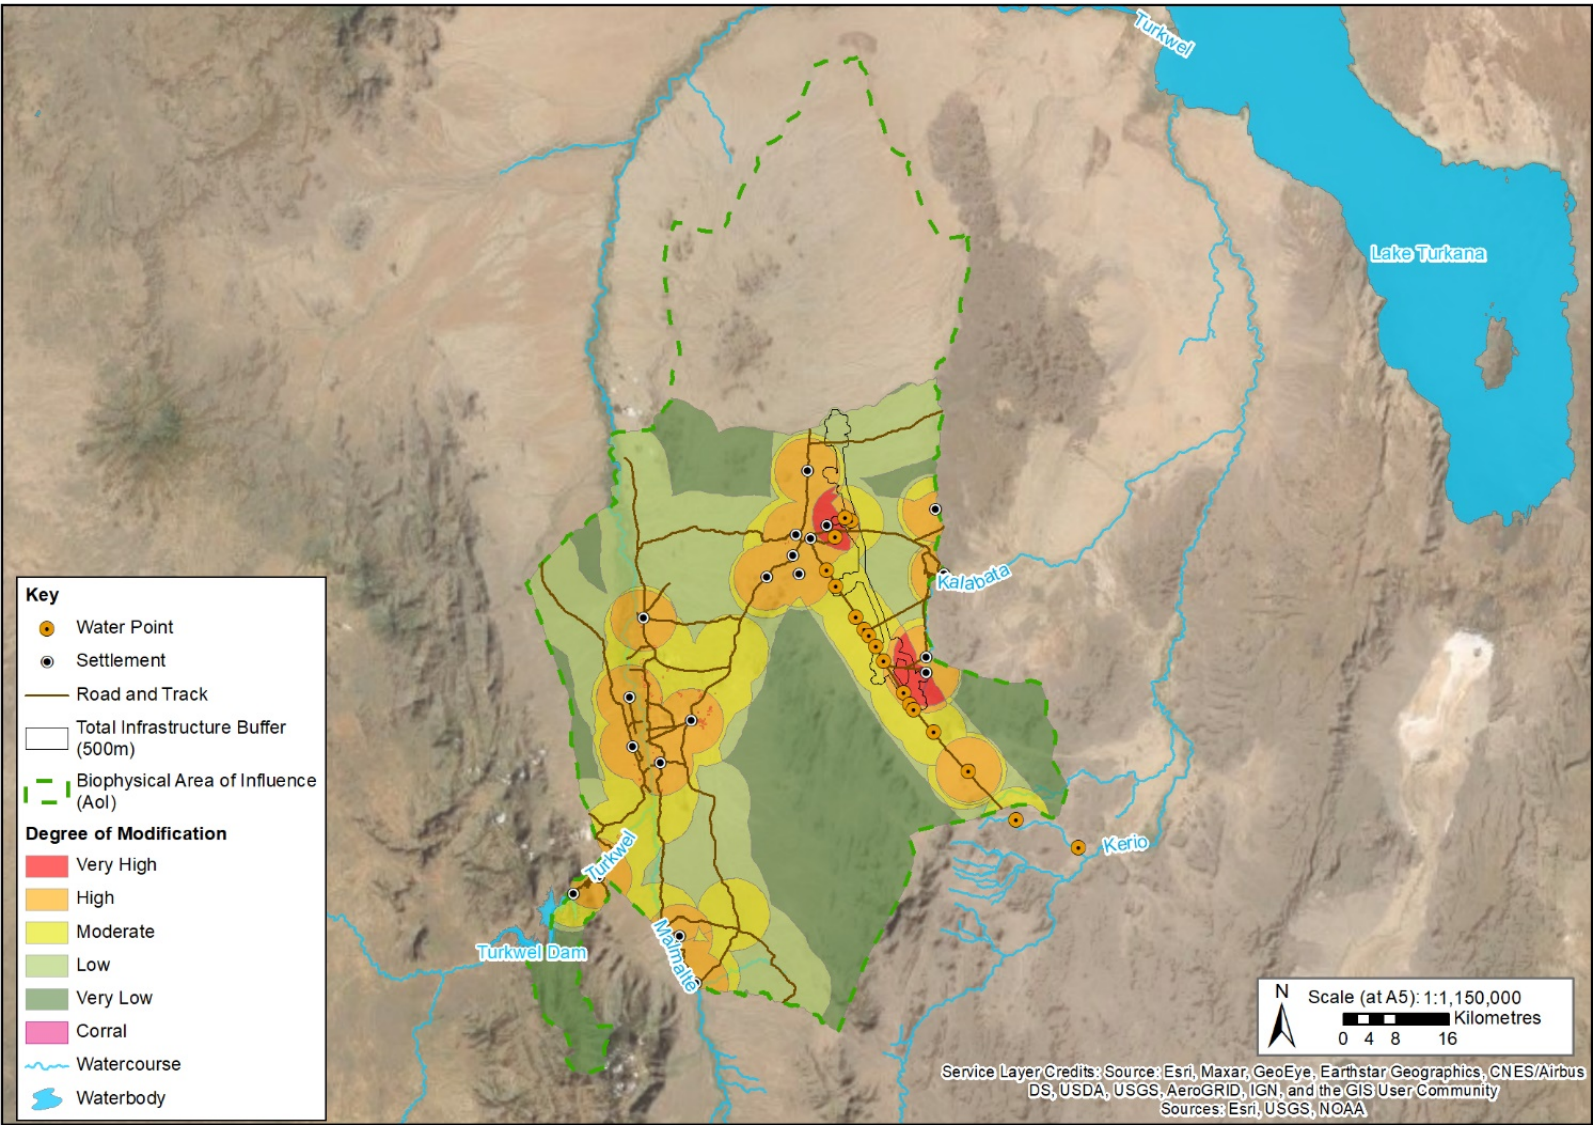 Turkwel
Lake Turkana
Kalabata
Kerio
Turkwel
Turkwel Dam
Malmalte
Key
Water Point
Settlement
Road and Track
Total Infrastructure Buffer
(500m)
Biophysical Area of Influence
(AoI)
Degree of Modification
Very High
High
Moderate
Low
Very Low
Corral
Watercourse
Waterbody
N
Scale (at A5): 1:1,150,000
Kilometres
0 4 8 16
Service Layer Credits: Source: Esri, Maxar, GeoEye, Earthstar Geographics, CNES/Airbus
DS, USDA, USGS, AeroGRID, IGN, and the GIS User Community
Sources: Esri, USGS, NOAA